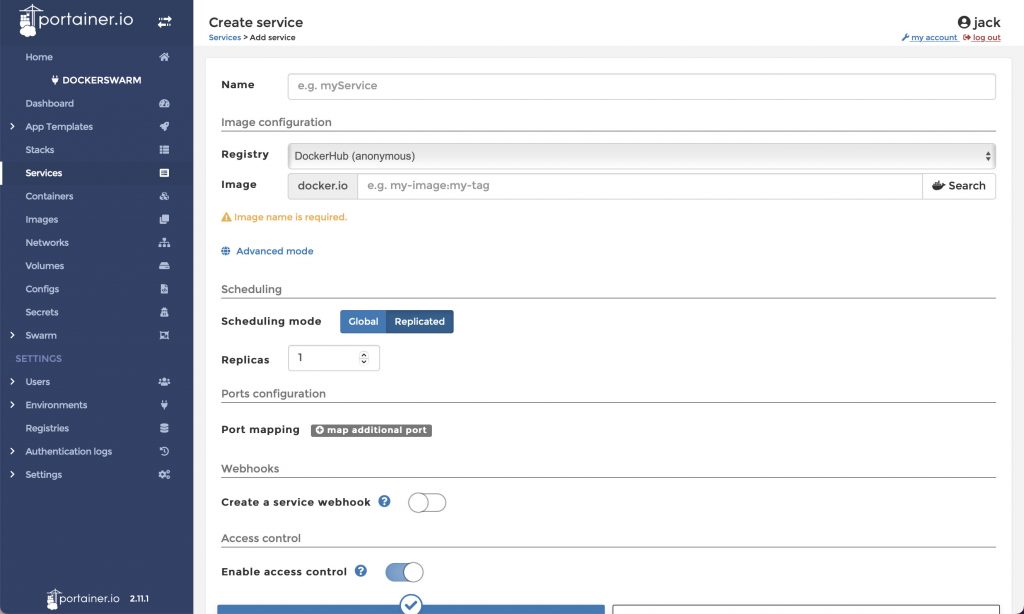 portainer.io
Home
DOCKERSWARM
Dashboard
App Templates
Stacks
Services
Containers
Images
Networks
Volumes
Configs
Secrets
Swarm
SETTINGS
Users
Environments
Registries
Authentication logs
Settings
portainer.io 2.11.1
Create service
Services > Add service
jack
my account log out
Name e.g. myService
Image configuration
Registry DockerHub (anonymous)
Image docker.io e.g. my-image:my-tag Search
Image name is required.
Advanced mode
Scheduling
Scheduling mode Global Replicated
Replicas 1
Ports configuration
Port mapping map additional port
Webhooks
Create a service webhook ?
Access control
Enable access control ?